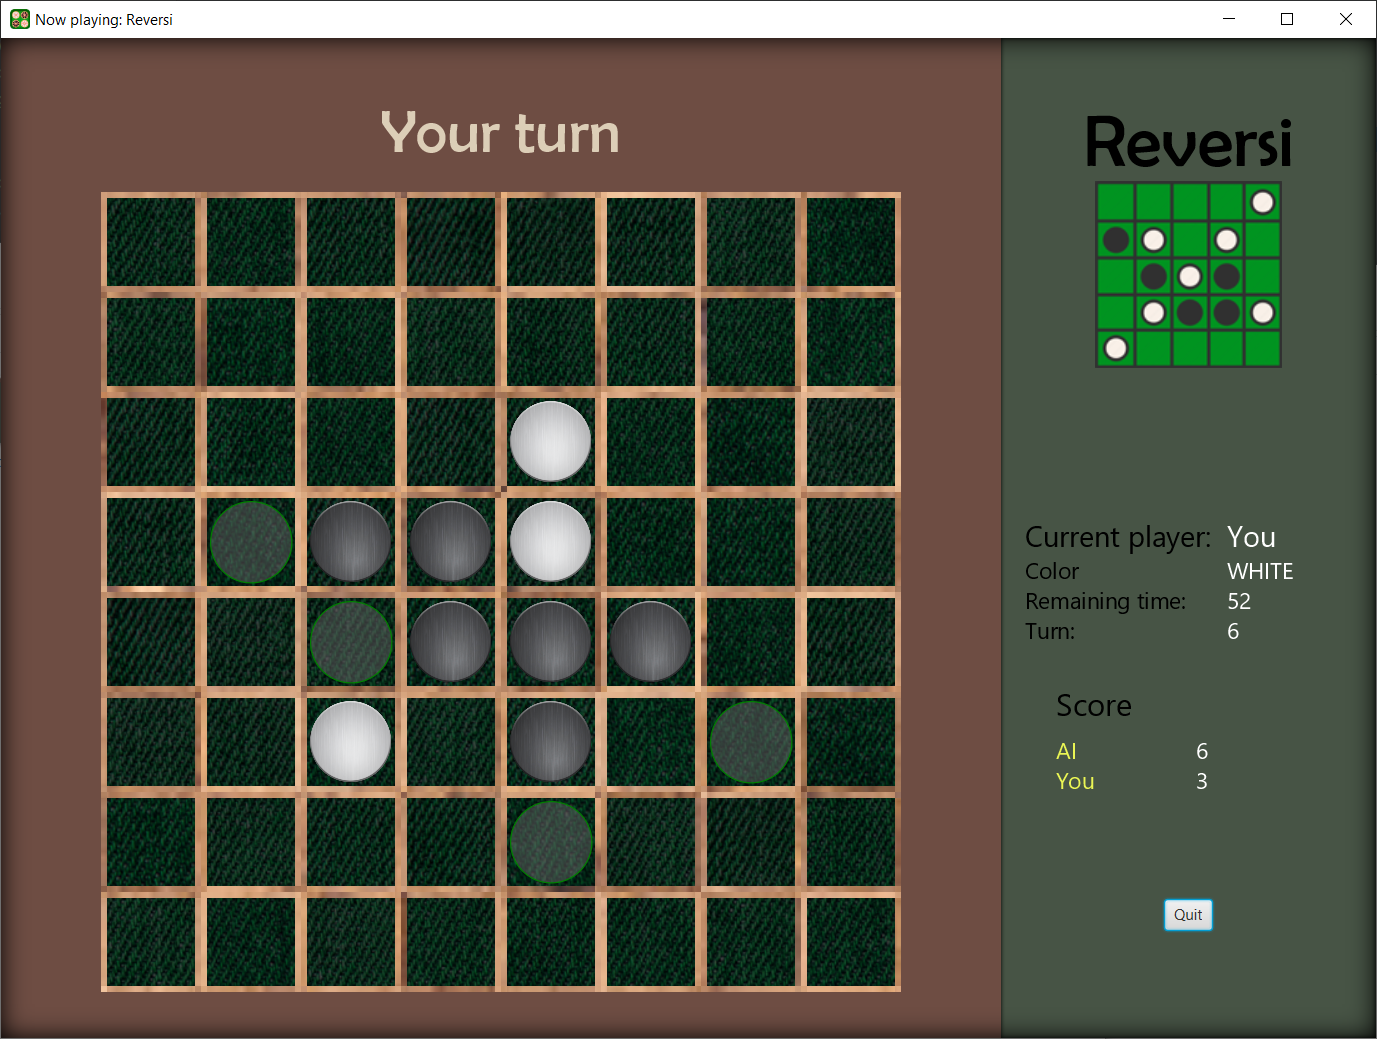 Now playing: Reversi
Your turn
Reversi
Current player: You
Color WHITE
Remaining time: 52
Turn: 6
Score
AI 6
You 3
Quit